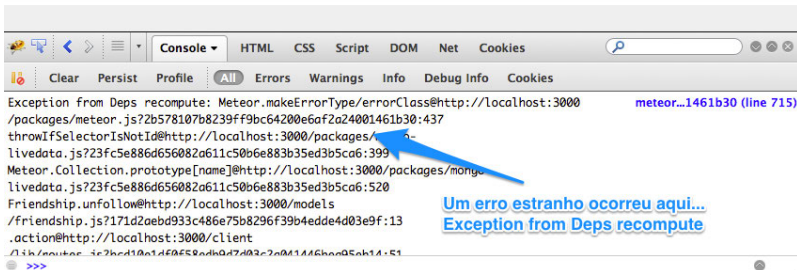 Console HTML CSS Script DOM Net Cookies
Clear Persist Profile All Errors Warnings Info Debug Info Cookies
Exception from Deps recompute: Meteor.makeErrorType/errorClass@http://localhost:3000 meteor...1461b30 (line 715)
/packages/meteor.js?2b578107b8239ff9bc64200e6af2a24001461b30:437
throwIfSelectorIsNotId@http://localhost:3000/packages/
livedata.js?23fc5e886d656082a611c50b6e883b35ed3b5ca6:399
Meteor.Collection.prototype[name]@http://localhost:3000/packages/mong
livedata.js?23fc5e886d656082a611c50b6e883b35ed3b5ca6:520
Friendship.unfollow@http://localhost:3000/models
/friendship.js?171d2aebd933c486e75b8296f39b4edde4d03e9f:13
.action@http://localhost:3000/client
Um erro estranho ocorreu aqui...
Exception from Deps recompute
>>>